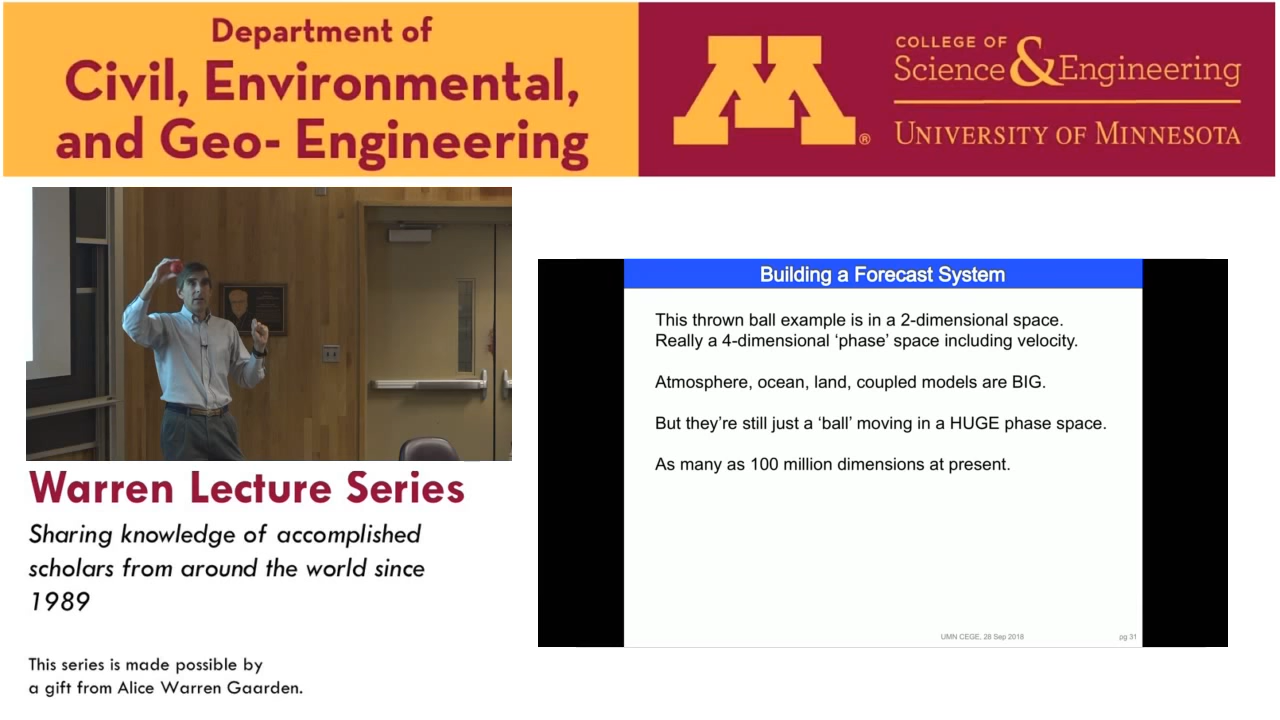 Department of
Civil, Environmental,
and Geo- Engineering
M®
COLLEGE OF
Science & Engineering
UNIVERSITY OF MINNESOTA
Building a Forecast System
This thrown ball example is in a 2-dimensional space.
Really a 4-dimensional ‘phase’ space including velocity.
Atmosphere, ocean, land, coupled models are BIG.
But they’re still just a ‘ball’ moving in a HUGE phase space.
As many as 100 million dimensions at present.
UMN CEGE, 28 Sep 2018
pg 31
Warren Lecture Series
Sharing knowledge of accomplished
scholars from around the world since
1989
This series is made possible by
a gift from Alice Warren Gaarden.